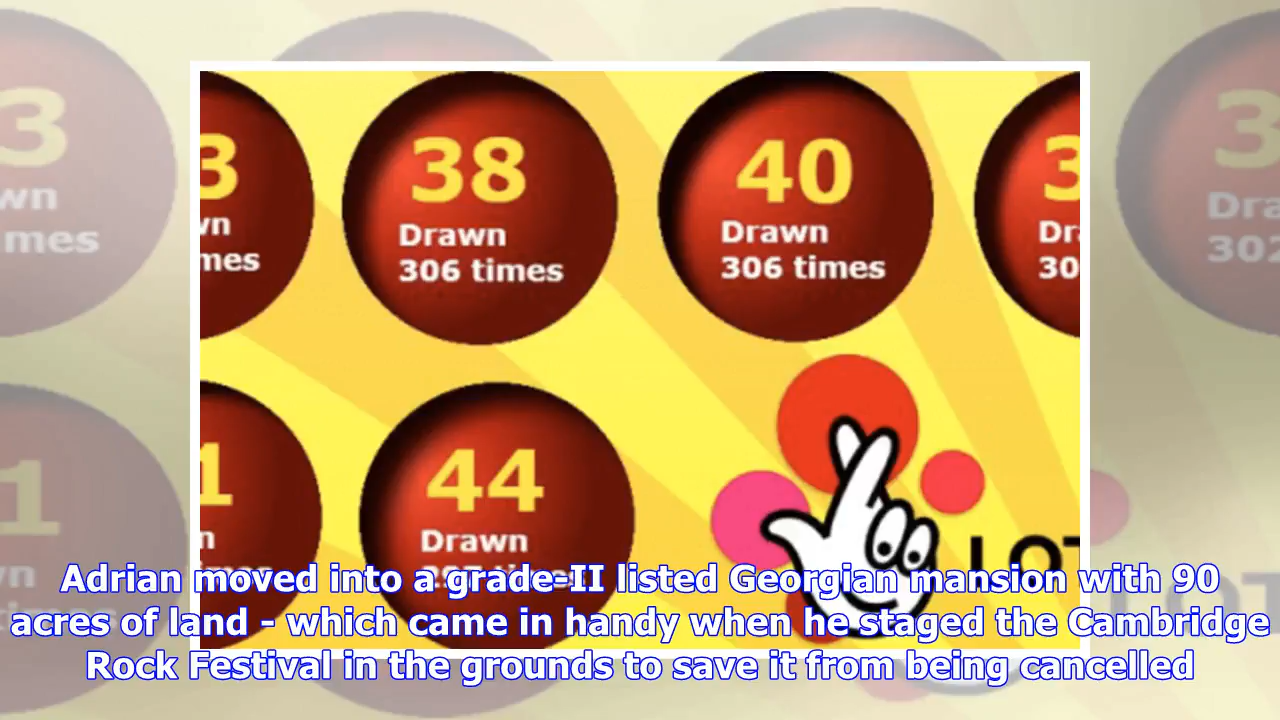 38
Drawn
306 times
40
Drawn
306 times
44
Drawn
Adrian moved into a grade-II listed Georgian mansion with 90
acres of land - which came in handy when he staged the Cambridge
Rock Festival in the grounds to save it from being cancelled